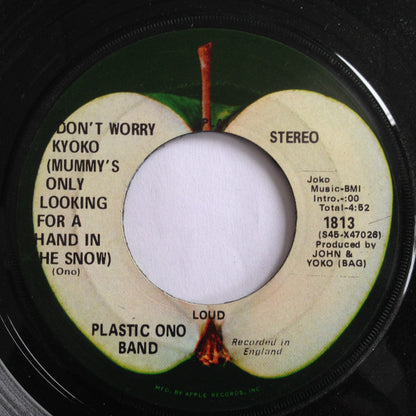 DON'T WORRY
KYOKO
(MUMMY'S
ONLY
LOOKING
FOR A
HAND IN
HE SNOW)
(Ono)
STEREO
Joko
Music-BMI
Intro.-:00
Total-4:52
1813
(S45-X47026)
Produced by
JOHN &
YOKO (BAG)
LOUD
PLASTIC ONO
BAND
Recorded in
England
MFD. BY APPLE RECORDS, INC